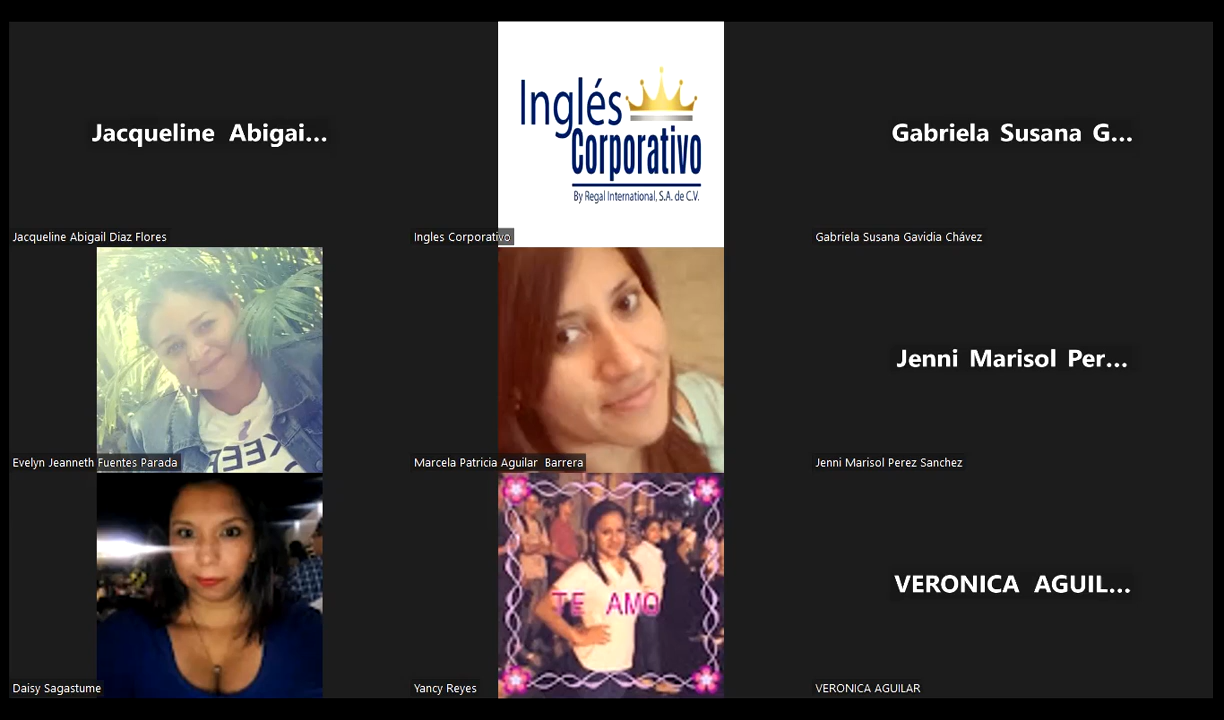 Jacqueline Abigai...
Inglés
Corporativo
By Regal International, S.A. de C.V.
Gabriela Susana G...
Jacqueline Abigail Diaz Flores
Ingles Corporativo
Gabriela Susana Gavidia Chávez
Jenni Marisol Per...
Evelyn Jeanneth Fuentes Parada
Marcela Patricia Aguilar Barrera
Jenni Marisol Perez Sanchez
TE AMO
VERONICA AGUIL...
Daisy Sagastume
Yancy Reyes
VERONICA AGUILAR